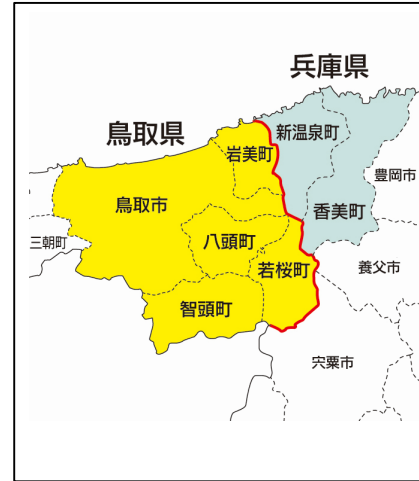 兵庫県
鳥取県
新温泉町
岩美町
豊岡市
香美町
鳥取市
八頭町
三朝町
若桜町
養父市
智頭町
宍粟市